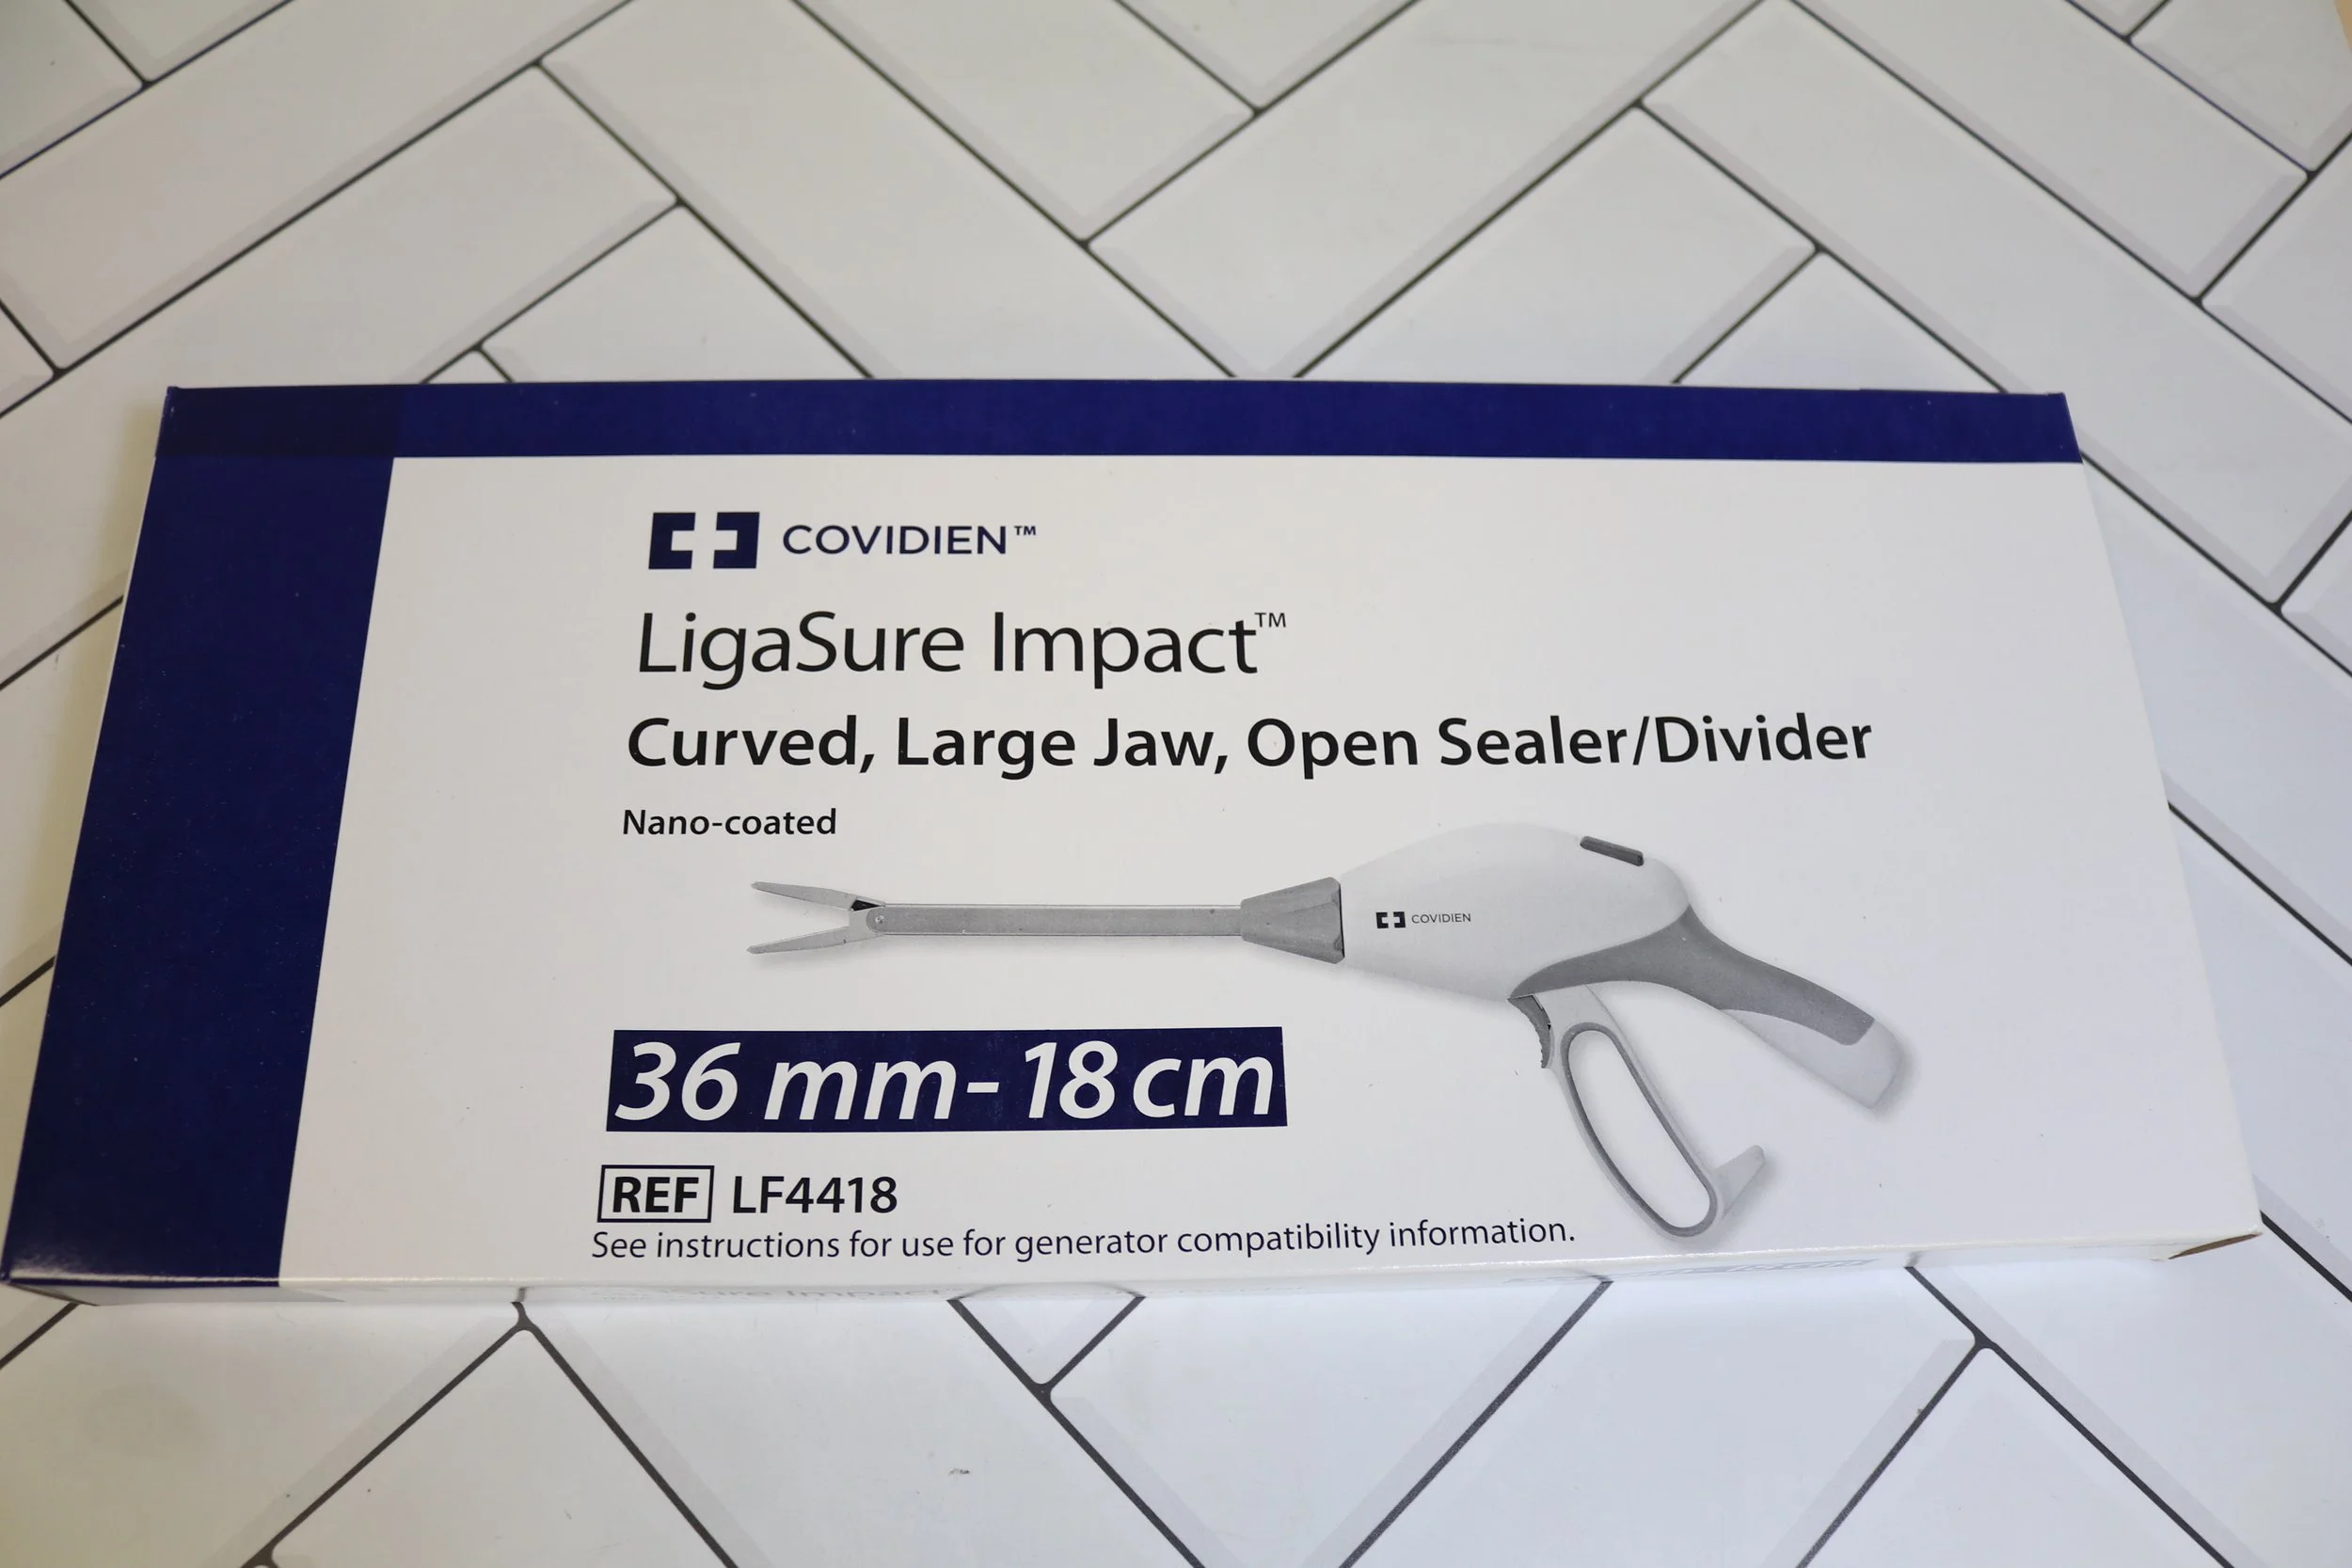 COVIDIEN™
LigaSure Impact™
Curved, Large Jaw, Open Sealer/Divider
Nano-coated
COVIDIEN
36 mm - 18 cm
REF LF4418
See instructions for use for generator compatibility information.